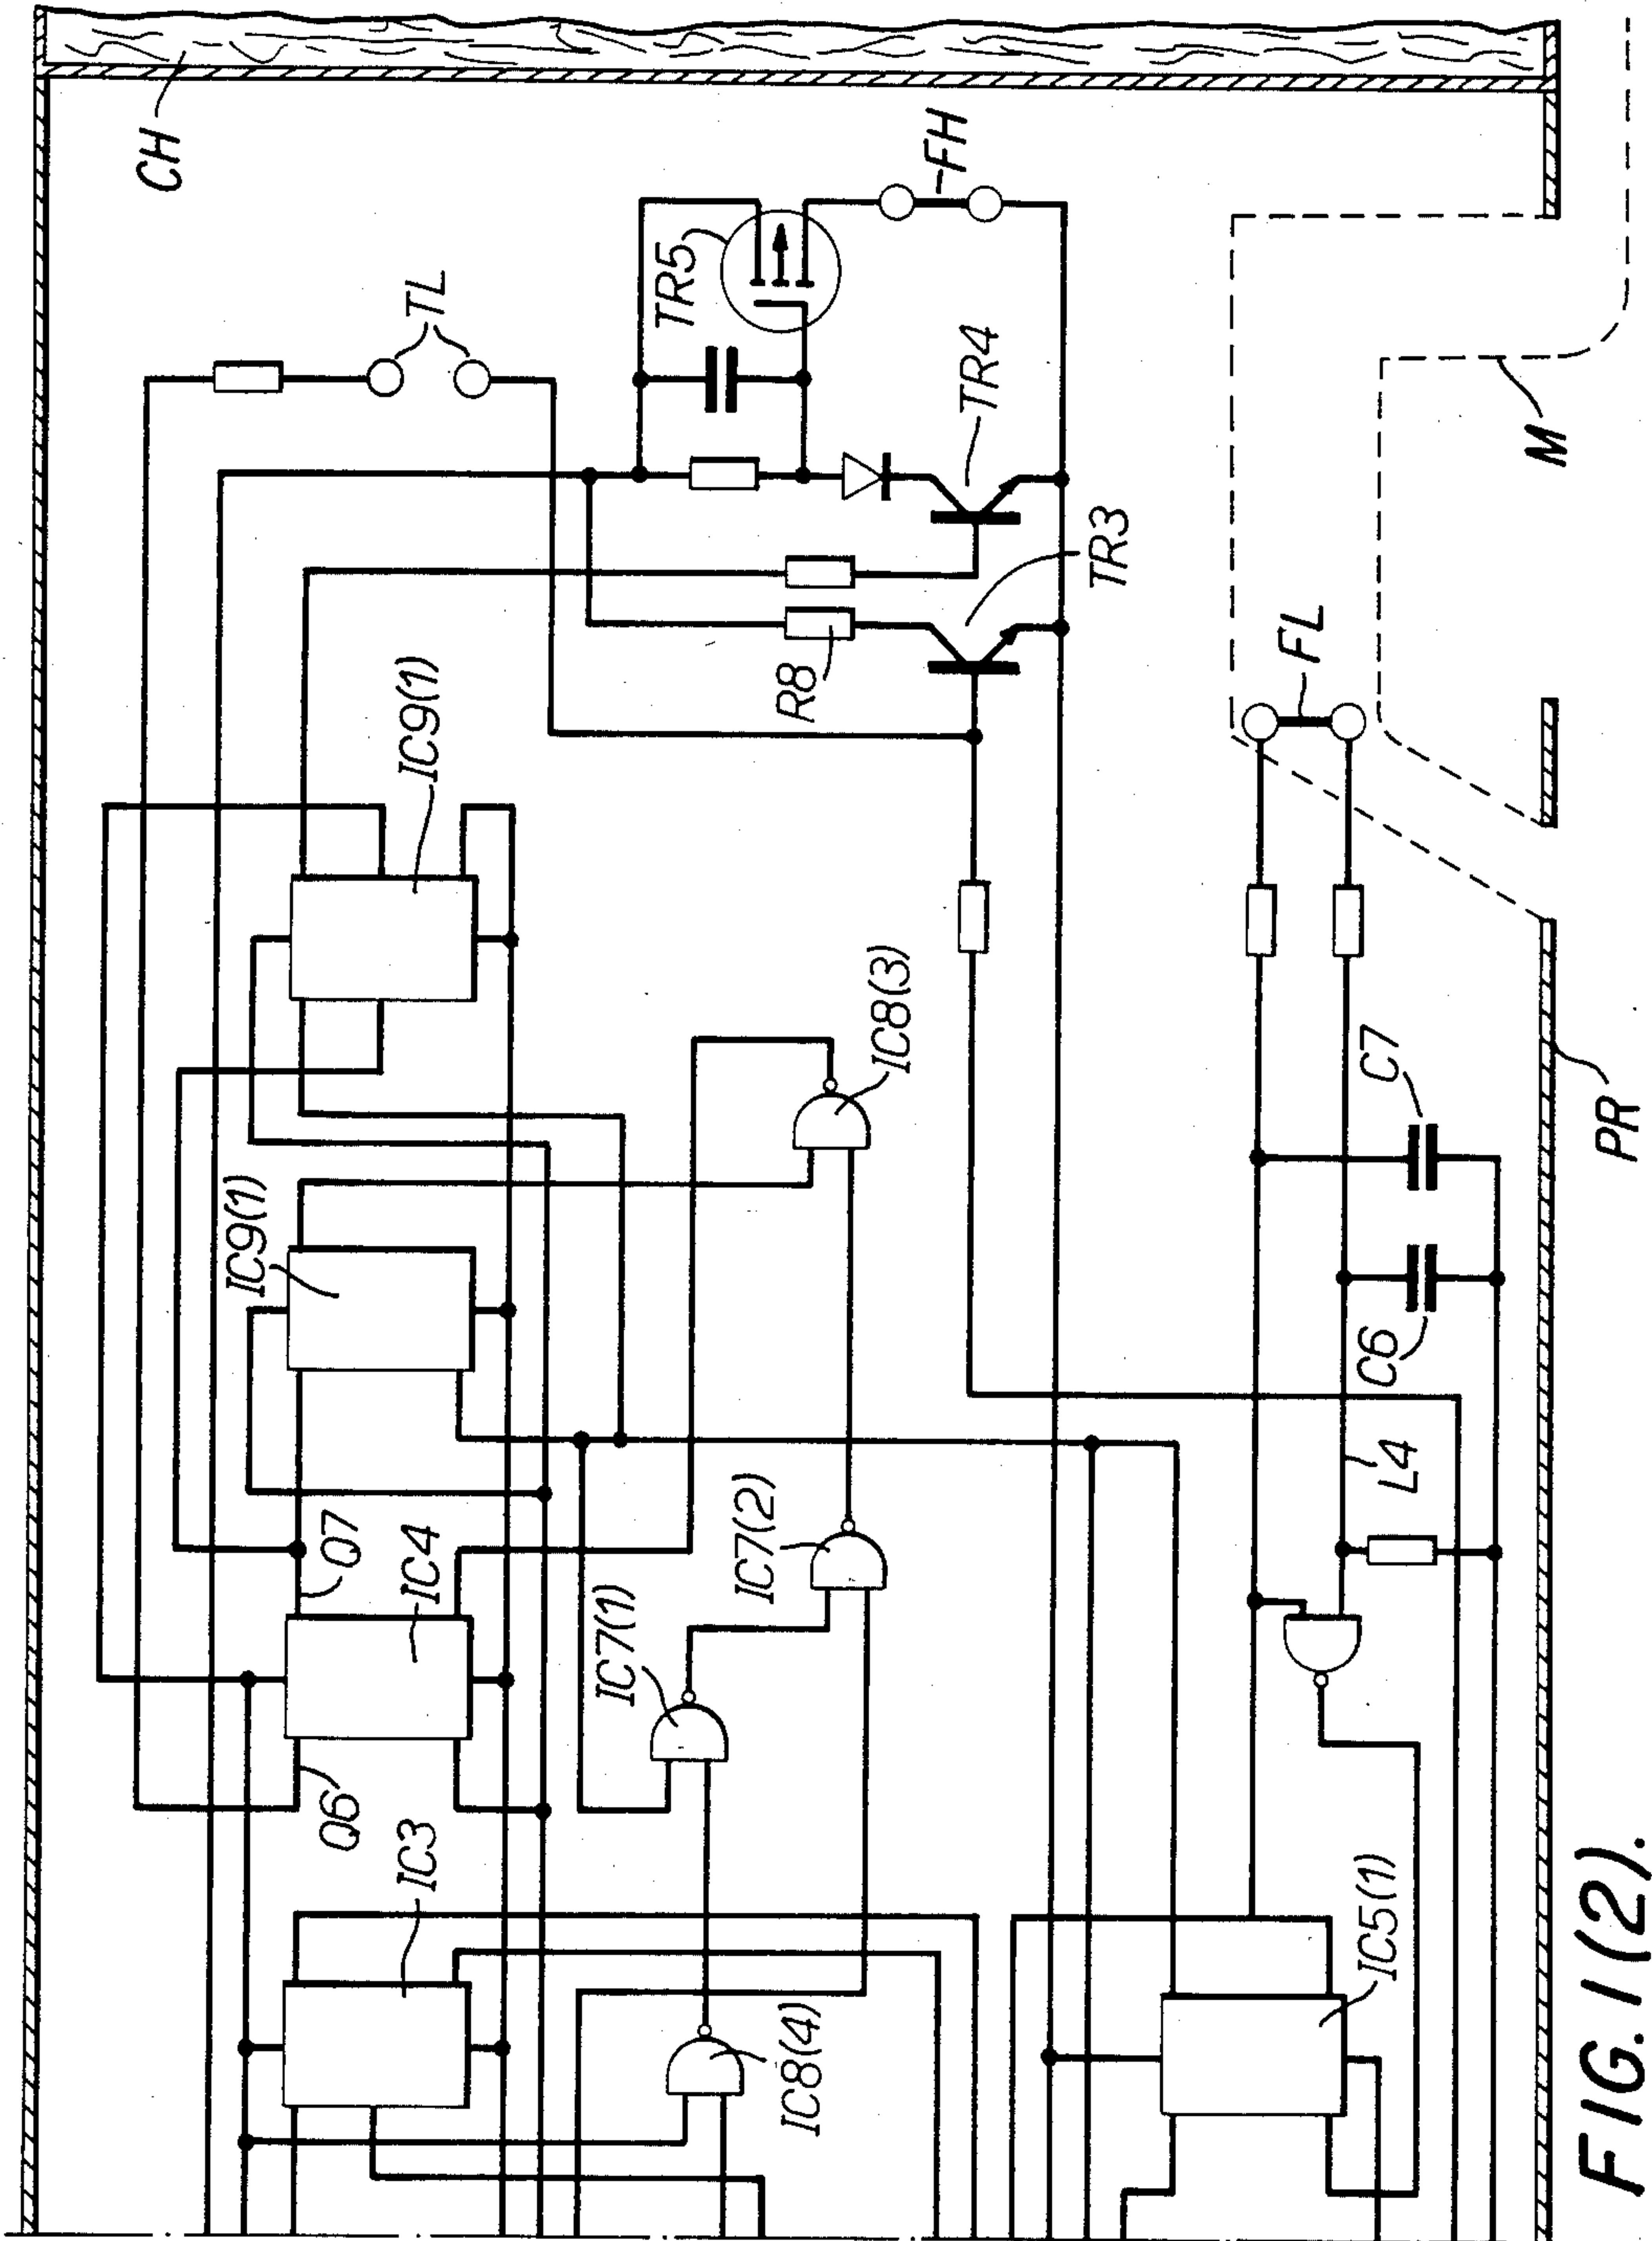 CH
TL
TR5
FH
TR4
TR3
R8
IC9(1)
M
FL
IC8(3)
IC9(1)
C7
PR
C6
L4
Q7
IC4
IC7(2)
IC7(1)
Q6
IC3
IC8(4)
IC5(1)
FIG. 1(2).